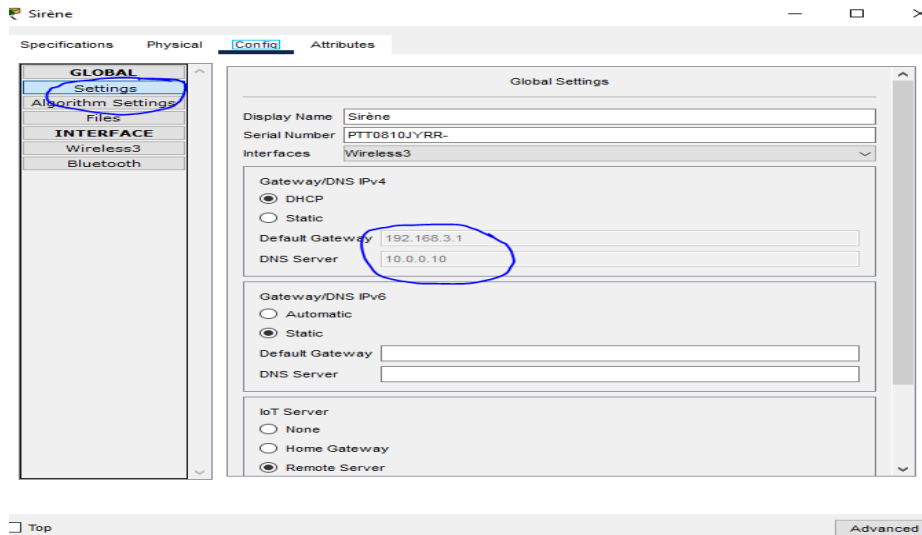 Sirène
Specifications Physical Config Attributes
GLOBAL
Settings
Algorithm Settings
Files
INTERFACE
Wireless3
Bluetooth
Global Settings
Display Name Sirène
Serial Number PTT0810JYRR-
Interfaces Wireless3
Gateway/DNS IPv4
DHCP
Static
Default Gateway 192.168.3.1
DNS Server 10.0.0.10
Gateway/DNS IPv6
Automatic
Static
Default Gateway
DNS Server
IoT Server
None
Home Gateway
Remote Server
Top
Advanced